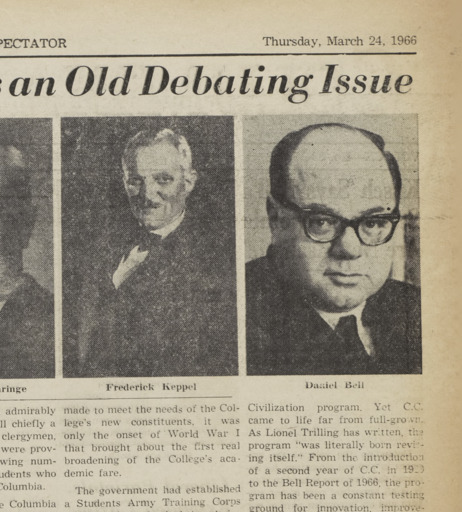 PECTATOR
Thursday, March 24, 1966
s an Old Debating Issue
ringe
Frederick Keppel
Daniel Bell
admirably
ll chiefly a
clergymen,
were prov-
wing num-
udents who
Columbia.
e Columbia
made to meet the needs of the Col-
lege's new constituents, it was
only the onset of World War I
that brought about the first real
broadening of the College's aca-
demic fare.
The government had established
a Students Army Training Corps
Civilization program. Yet C.C.
came to life far from full-grown.
As Lionel Trilling has written, the
program "was literally born revis-
ing itself." From the introduction
of a second year of C.C. in 1929
to the Bell Report of 1966, the pro-
gram has been a constant testing
ground for innovation, improve-